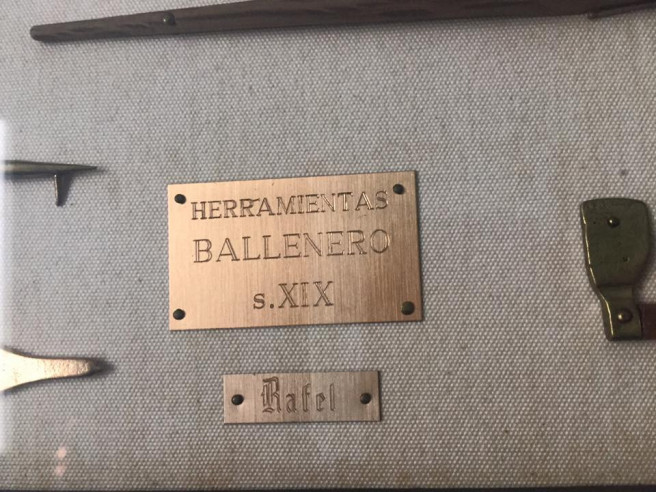 HERRAMIENTAS
BALLENERO
s.XIX
Rafel